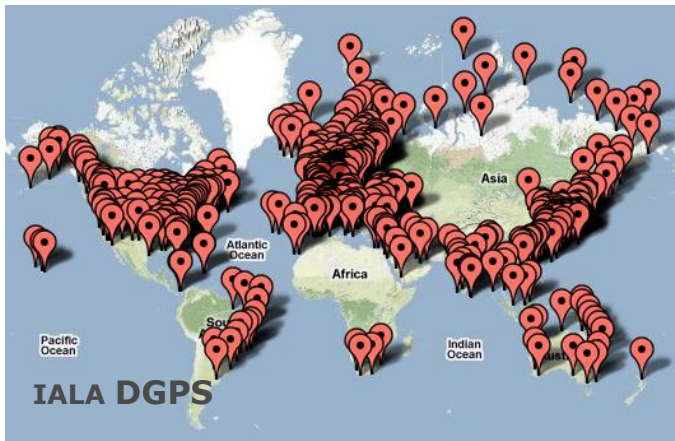 Asia
Atlantic
Ocean
Africa
Pacific
Ocean
Indian
Ocean
IALA DGPS